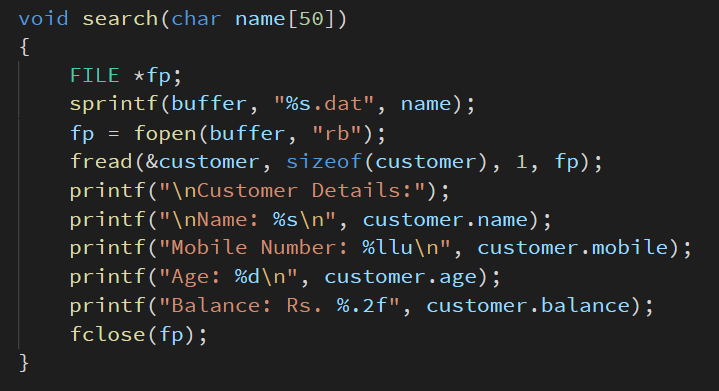 void search(char name[50])
{
    FILE *fp;
    sprintf(buffer, "%s.dat", name);
    fp = fopen(buffer, "rb");
    fread(&customer, sizeof(customer), 1, fp);
    printf("\nCustomer Details:");
    printf("\nName: %s\n", customer.name);
    printf("Mobile Number: %llu\n", customer.mobile);
    printf("Age: %d\n", customer.age);
    printf("Balance: Rs. %.2f", customer.balance);
    fclose(fp);
}